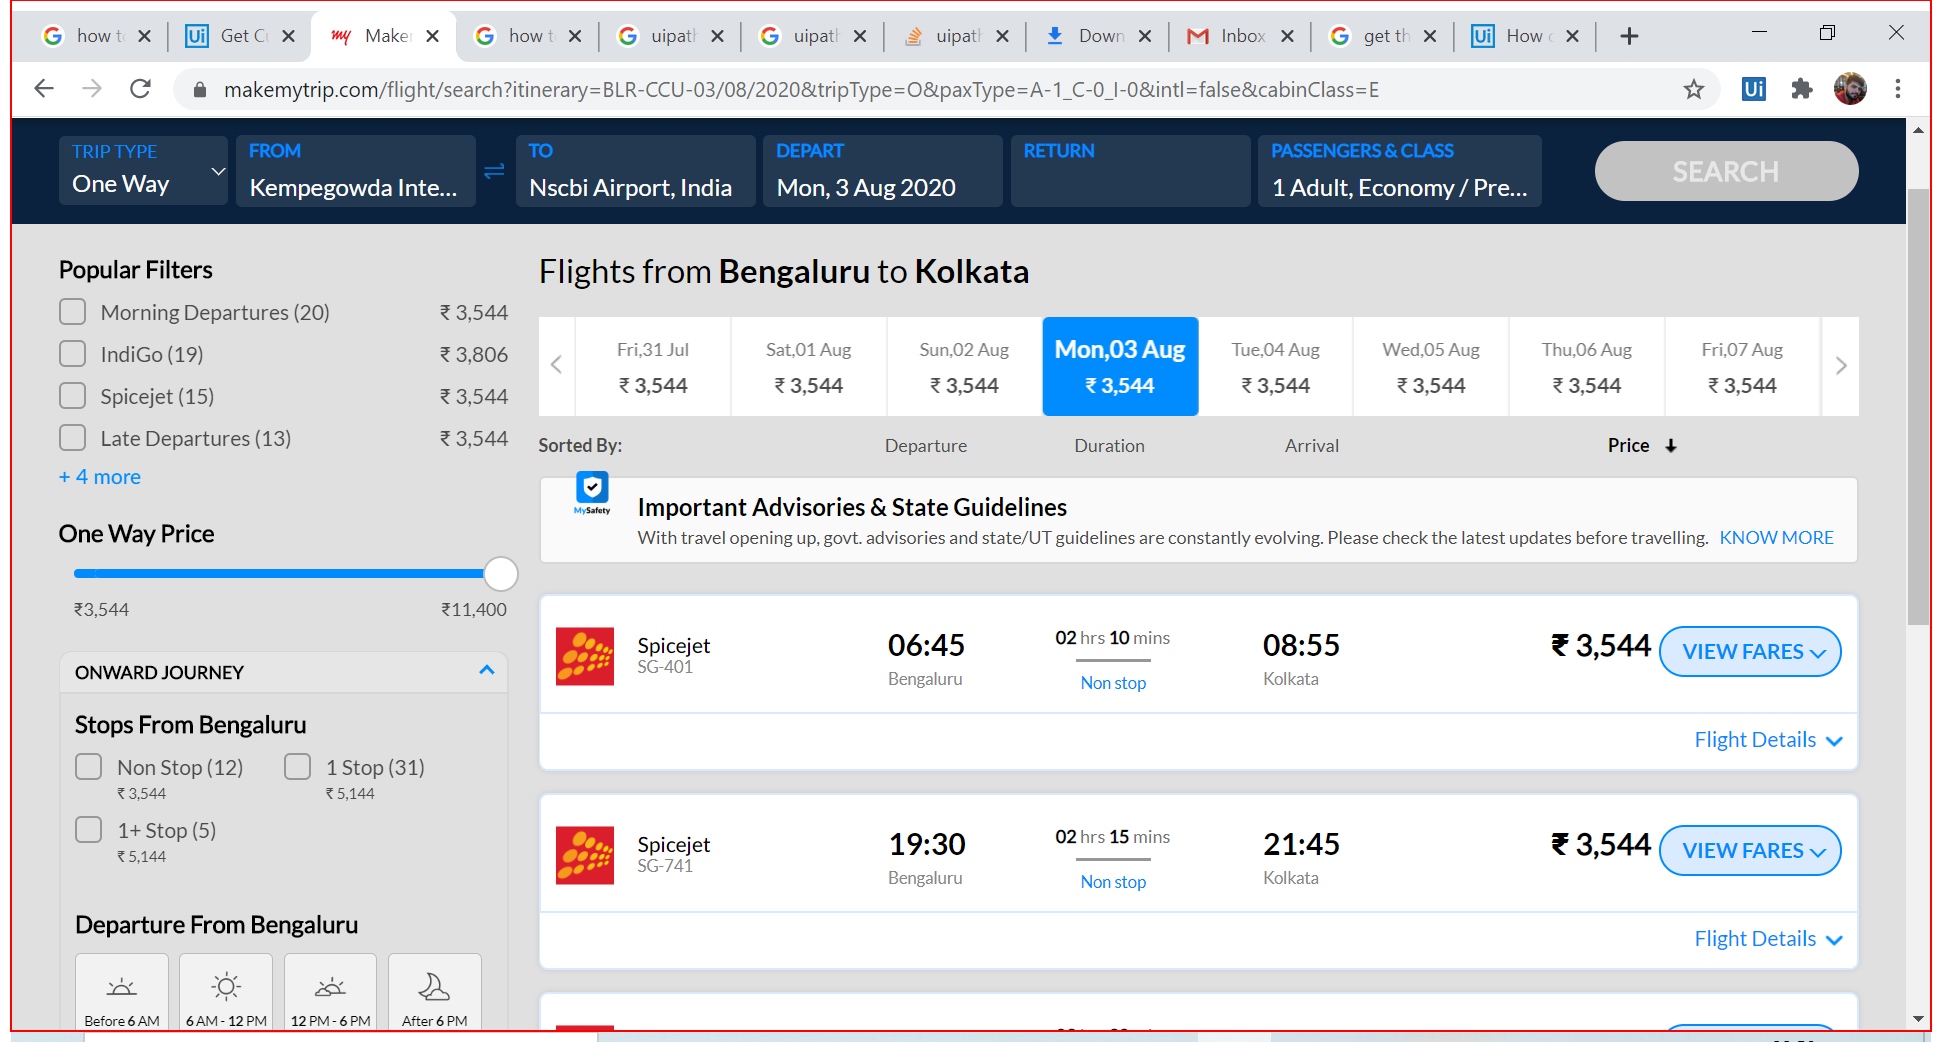 how t
Get C
Make
how t
uipath
uipath
uipath
Down
Inbox
get th
How
makemytrip.com/flight/search?itinerary=BLR-CCU-03/08/2020&tripType=O&paxType=A-1_C-0_I-0&intl=false&cabinClass=E
TRIP TYPE
One Way
FROM
Kempegowda Inte...
TO
Nscbi Airport, India
DEPART
Mon, 3 Aug 2020
RETURN
PASSENGERS & CLASS
1 Adult, Economy / Pre...
SEARCH
Popular Filters
Morning Departures (20) ₹ 3,544
IndiGo (19) ₹ 3,806
Spicejet (15) ₹ 3,544
Late Departures (13) ₹ 3,544
+ 4 more
One Way Price
₹3,544 ₹11,400
ONWARD JOURNEY
Stops From Bengaluru
Non Stop (12) 1 Stop (31)
₹ 3,544 ₹ 5,144
1+ Stop (5)
₹ 5,144
Departure From Bengaluru
Before 6 AM 6 AM - 12 PM 12 PM - 6 PM After 6 PM
Flights from Bengaluru to Kolkata
Fri,31 Jul Sat,01 Aug Sun,02 Aug Mon,03 Aug Tue,04 Aug Wed,05 Aug Thu,06 Aug Fri,07 Aug
₹ 3,544 ₹ 3,544 ₹ 3,544 ₹ 3,544 ₹ 3,544 ₹ 3,544 ₹ 3,544 ₹ 3,544
Sorted By: Departure Duration Arrival Price
MySafety
Important Advisories & State Guidelines
With travel opening up, govt. advisories and state/UT guidelines are constantly evolving. Please check the latest updates before travelling. KNOW MORE
Spicejet 06:45 02 hrs 10 mins 08:55 ₹ 3,544 VIEW FARES
SG-401 Bengaluru Non stop Kolkata
Flight Details
Spicejet 19:30 02 hrs 15 mins 21:45 ₹ 3,544 VIEW FARES
SG-741 Bengaluru Non stop Kolkata
Flight Details